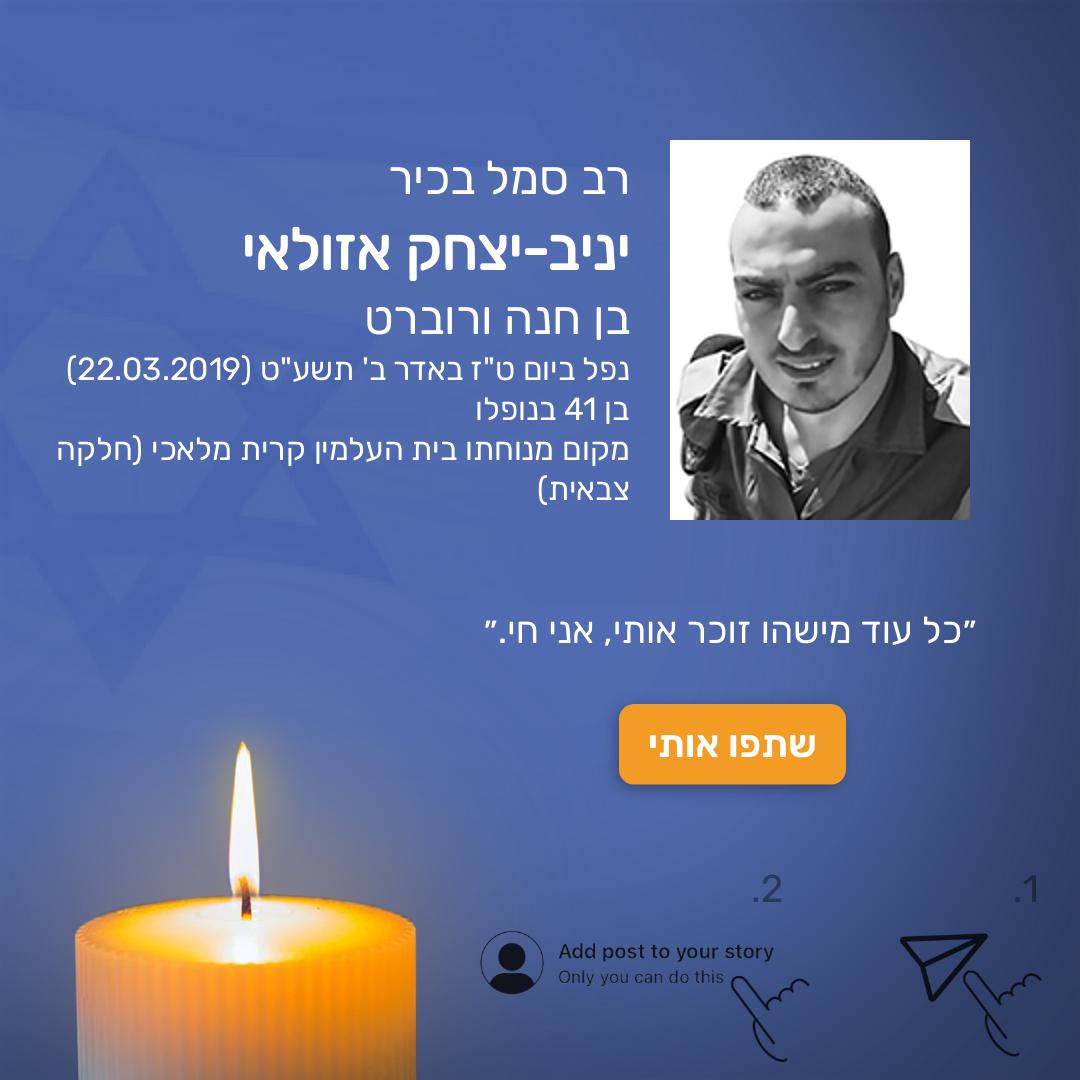 רב סמל בכיר
יניב-יצחק אזולאי
בן חנה ורוברט
נפל ביום ט"ז באדר ב' תשע"ט (22.03.2019)
בן 41 בנופלו
מקום מנוחתו בית העלמין קרית מלאכי (חלקה
צבאית)
״כל עוד מישהו זוכר אותי, אני חי.״
שתפו אותי
1.
2.
Add post to your story
Only you can do this